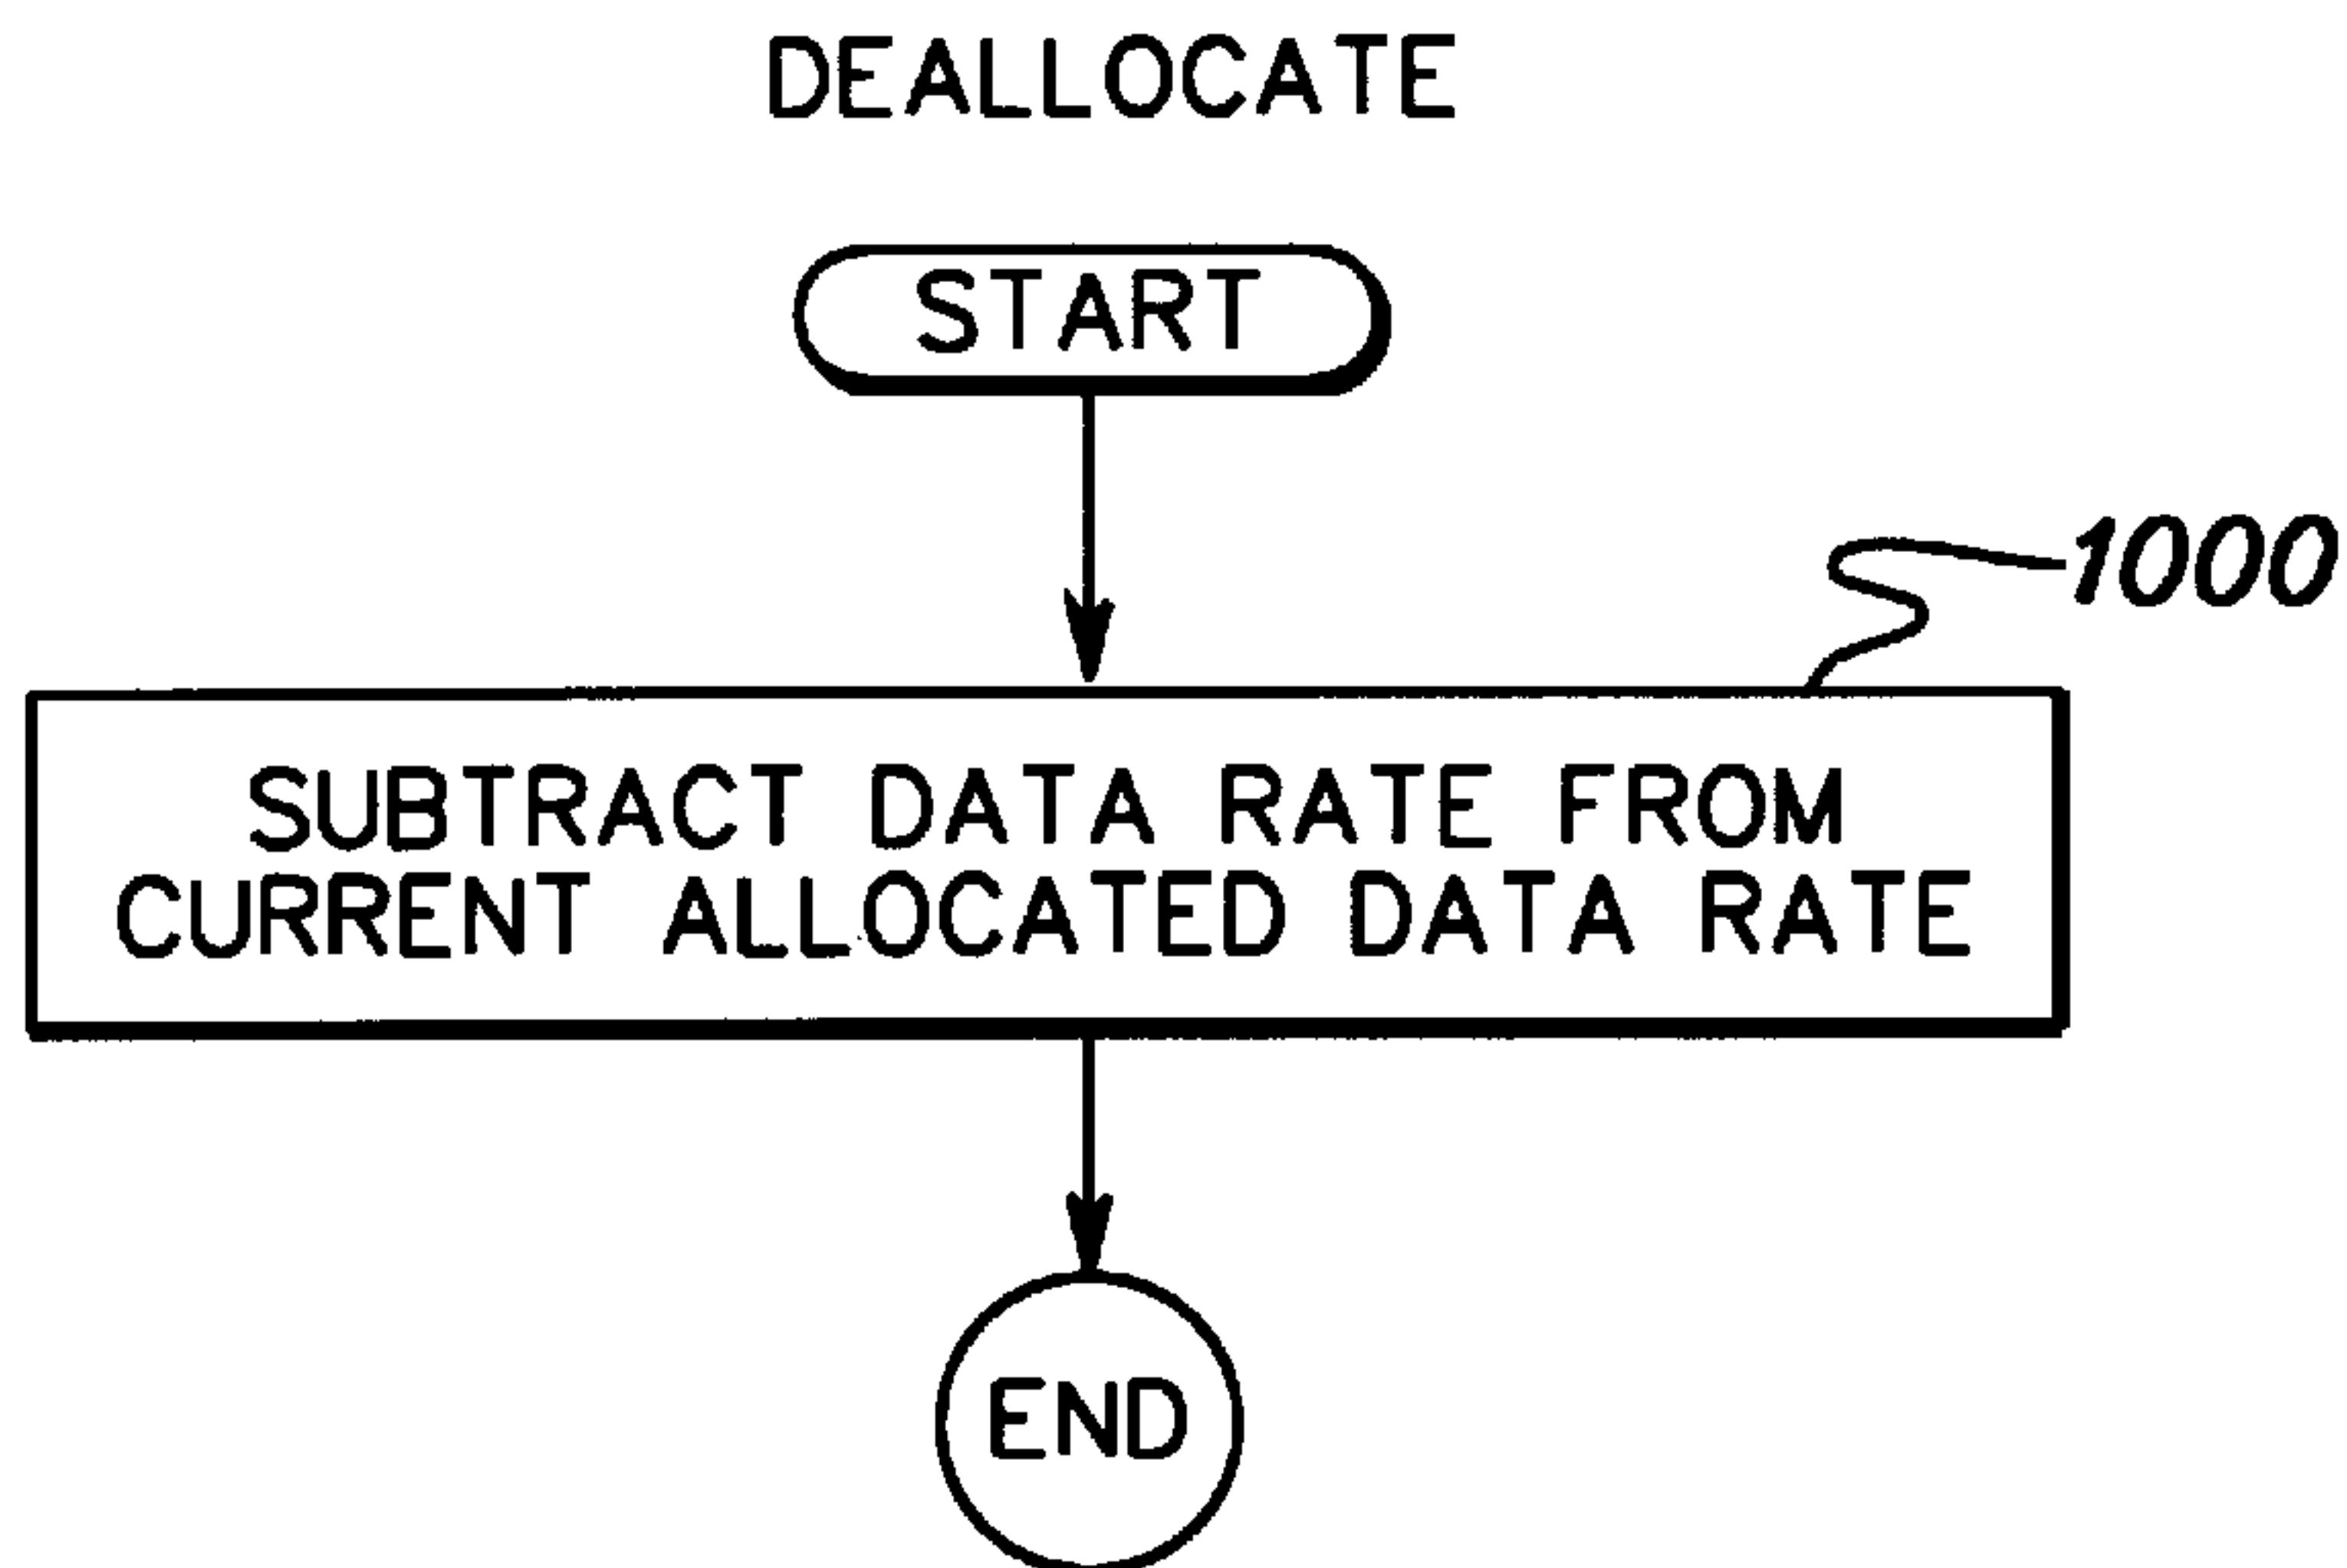 DEALLOCATE
START
1000
SUBTRACT DATA RATE FROM
CURRENT ALLOCATED DATA RATE
END